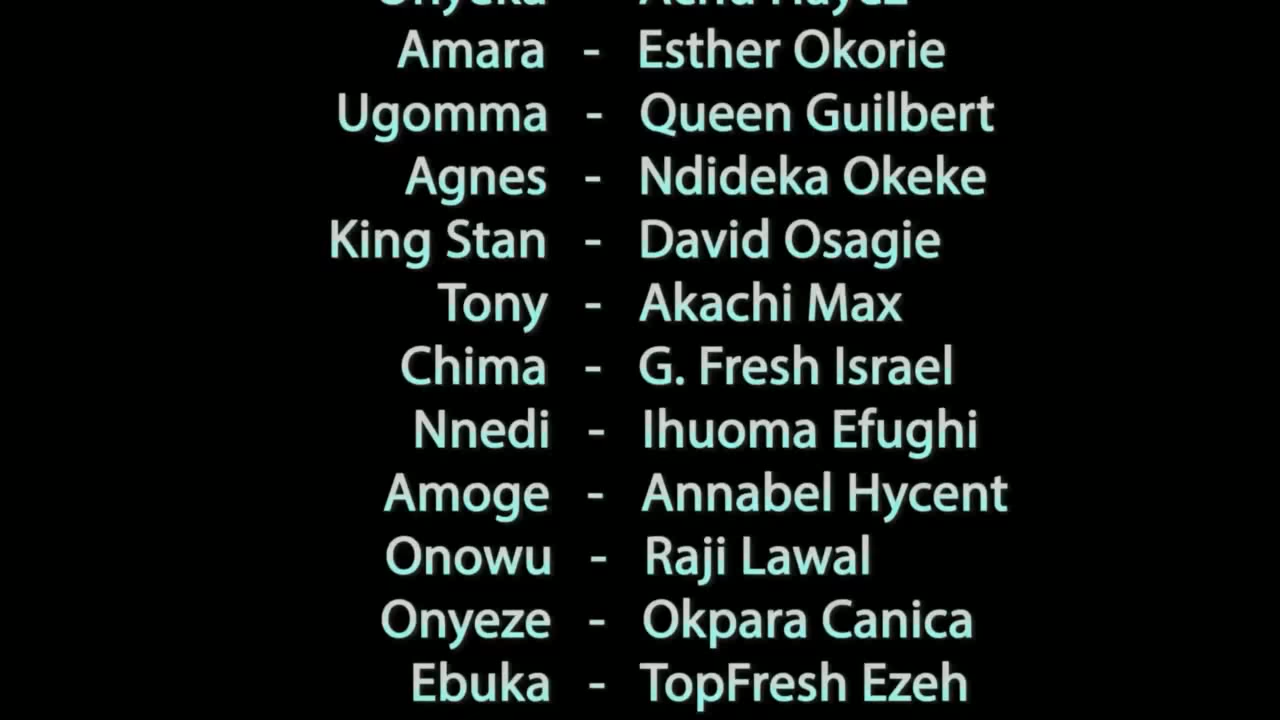 Amara - Esther Okorie
Ugomma - Queen Guilbert
Agnes - Ndideka Okeke
King Stan - David Osagie
Tony - Akachi Max
Chima - G. Fresh Israel
Nnedi - Ihuoma Efughi
Amoge - Annabel Hycent
Onowu - Raji Lawal
Onyeze - Okpara Canica
Ebuka - TopFresh Ezeh